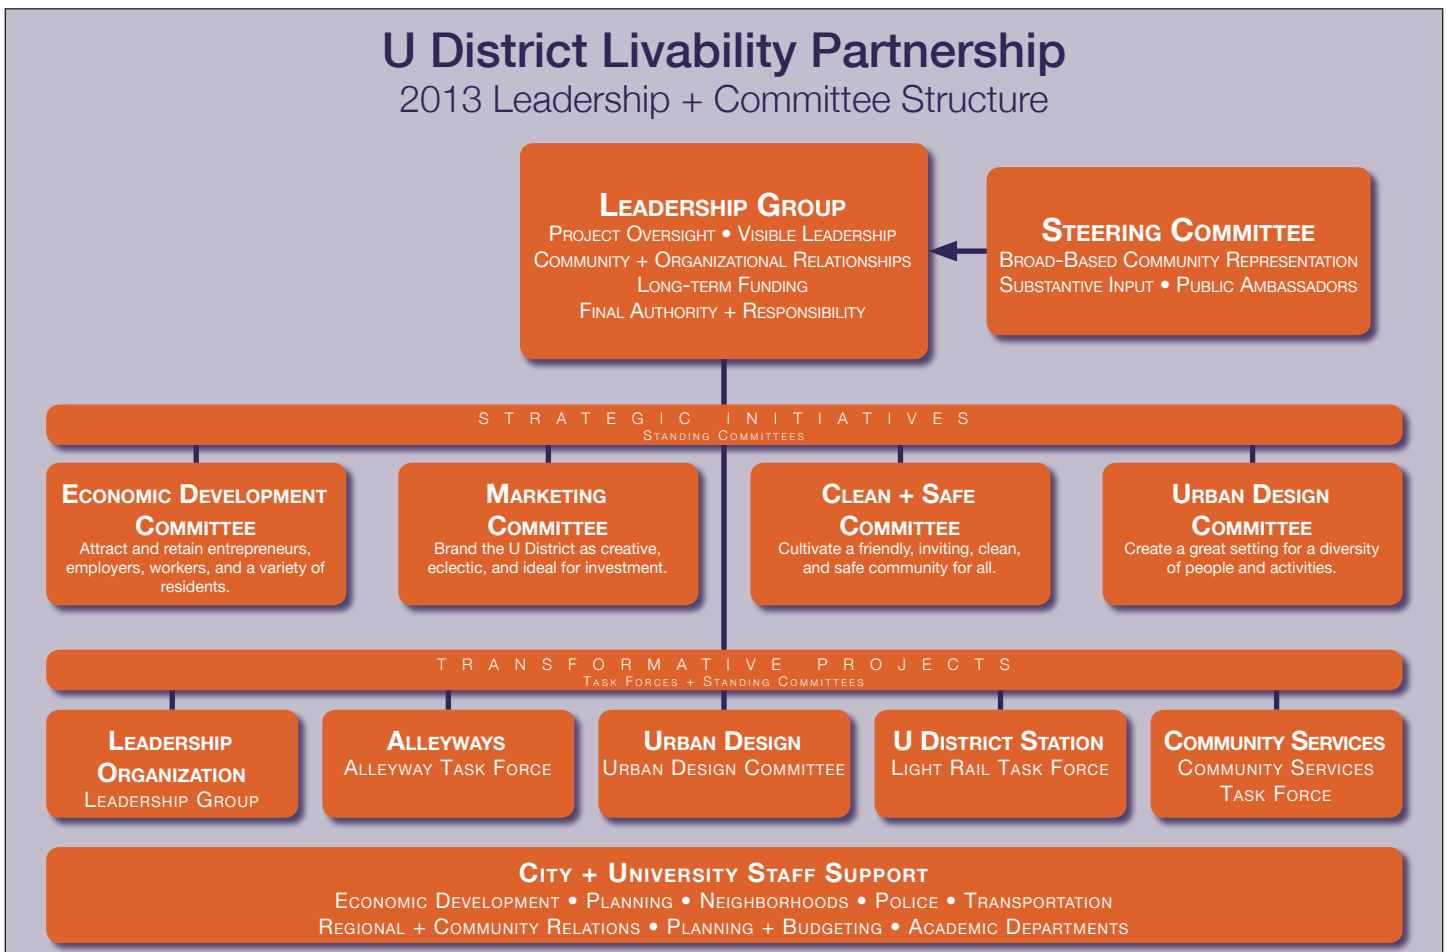 U District Livability Partnership
2013 Leadership + Committee Structure
Leadership Group
Project Oversight • Visible Leadership
Community + Organizational Relationships
Long-term Funding
Final Authority + Responsibility
Steering Committee
Broad-Based Community Representation
Substantive Input • Public Ambassadors
STRATEGIC INITIATIVES
Standing Committees
Economic Development
Committee
Attract and retain entrepreneurs,
employers, workers, and a variety of
residents.
Marketing
Committee
Brand the U District as creative,
eclectic, and ideal for investment.
Clean + Safe
Committee
Cultivate a friendly, inviting, clean,
and safe community for all.
Urban Design
Committee
Create a great setting for a diversity
of people and activities.
TRANSFORMATIVE PROJECTS
Task Forces + Standing Committees
Leadership
Organization
Leadership Group
Alleyways
Alleyway Task Force
Urban Design
Urban Design Committee
U District Station
Light Rail Task Force
Community Services
Community Services
Task Force
City + University Staff Support
Economic Development • Planning • Neighborhoods • Police • Transportation
Regional + Community Relations • Planning + Budgeting • Academic Departments